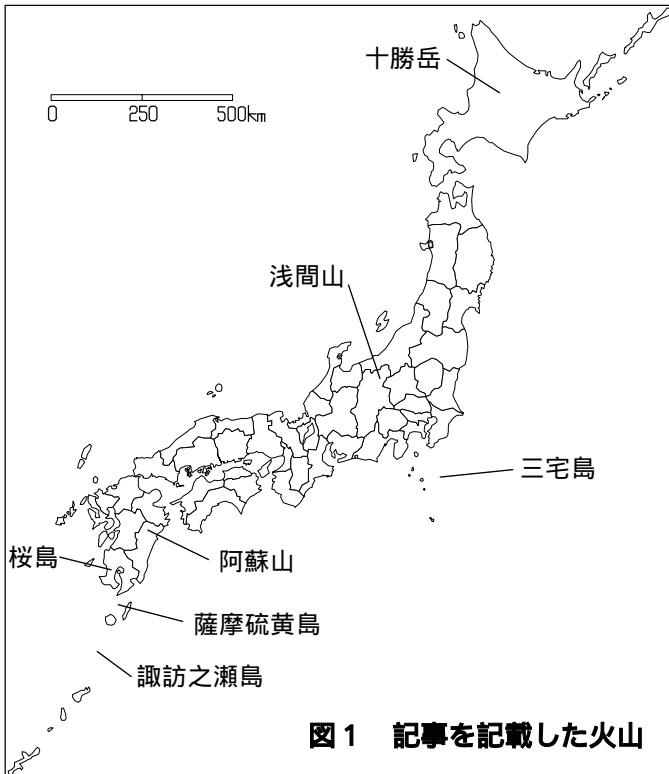 十勝岳
0 250 500km
浅間山
三宅島
桜島
阿蘇山
薩摩硫黄島
諏訪之瀬島
図1 記事を記載した火山